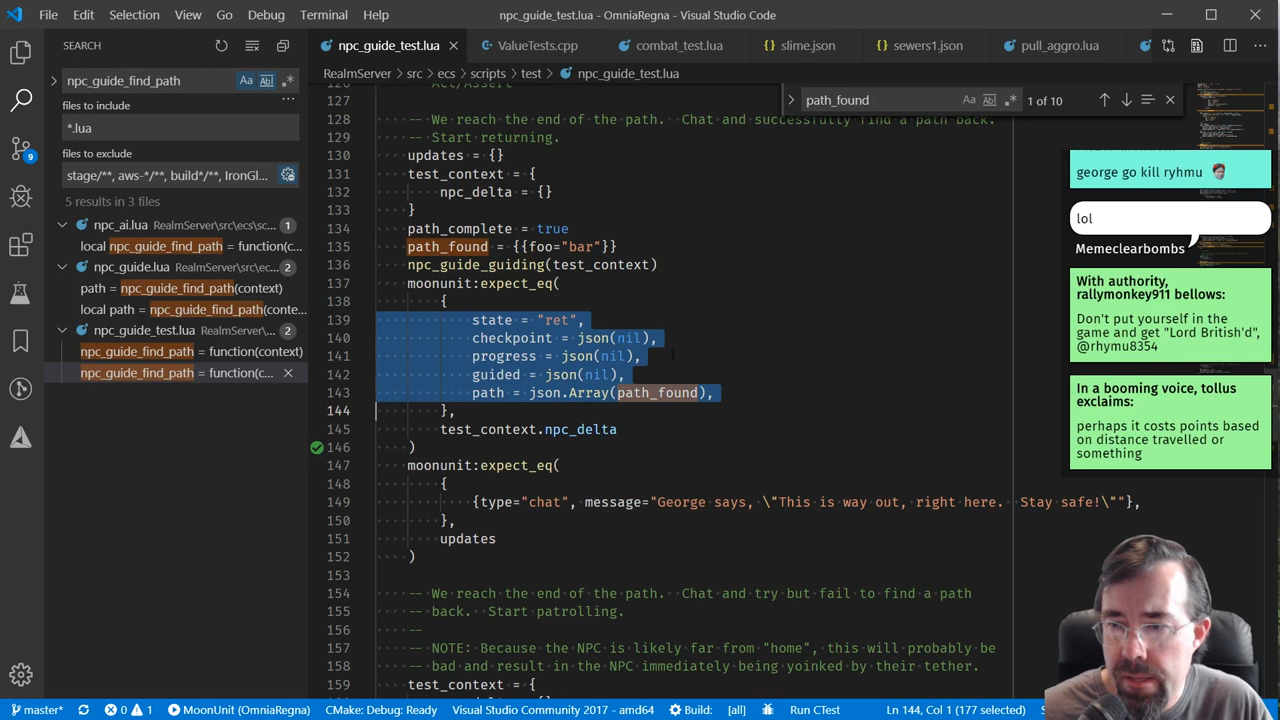 File Edit Selection View Go Debug Terminal Help
npc_guide_test.lua - OmniaRegna - Visual Studio Code
SEARCH
npc_guide_test.lua
ValueTests.cpp
combat_test.lua
slime.json
sewers1.json
pull_aggro.lua
npc_guide_find_path
files to include
*.lua
files to exclude
stage/**, aws-*/**, build*/**, IronGl...
5 results in 3 files
npc_ai.lua RealmServer\src\ecs\sc... 1
local npc_guide_find_path = function(c...
npc_guide.lua RealmServer\src\ec... 2
path = npc_guide_find_path(context)
local path = npc_guide_find_path(conte...
npc_guide_test.lua RealmServer\... 2
npc_guide_find_path = function(context)
npc_guide_find_path = function(c...
RealmServer > src > ecs > scripts > test > npc_guide_test.lua
path_found
1 of 10
126 -- Act/Assert
127
128 -- We reach the end of the path. Chat and successfully find a path back.
129 -- Start returning.
130 updates = {}
131 test_context = {
132 npc_delta = {}
133 }
134 path_complete = true
135 path_found = {{foo="bar"}}
136 npc_guide_guiding(test_context)
137 moonunit:expect_eq(
138 {
139 state = "ret",
140 checkpoint = json(nil),
141 progress = json(nil),
142 guided = json(nil),
143 path = json.Array(path_found),
144 },
145 test_context.npc_delta
146 )
147 moonunit:expect_eq(
148 {
149 {type="chat", message="George says, \"This is way out, right here. Stay safe!\""},
150 },
151 updates
152 )
153
154 -- We reach the end of the path. Chat and try but fail to find a path
155 -- back. Start patrolling.
156 --
157 -- NOTE: Because the NPC is likely far from "home", this will probably be
158 -- bad and result in the NPC immediately being yoinked by their tether.
159 test_context = {
george go kill ryhmu
lol
Memeclearbombs
With authority,
rallymonkey911 bellows:
Don't put yourself in the
game and get "Lord British'd",
@rhymu8354
In a booming voice, tollus
exclaims:
perhaps it costs points based
on distance travelled or
something
9
master* 0 1 MoonUnit (OmniaRegna) CMake: Debug: Ready Visual Studio Community 2017 - amd64 Build: [all] Run CTest Ln 144, Col 1 (177 selected)